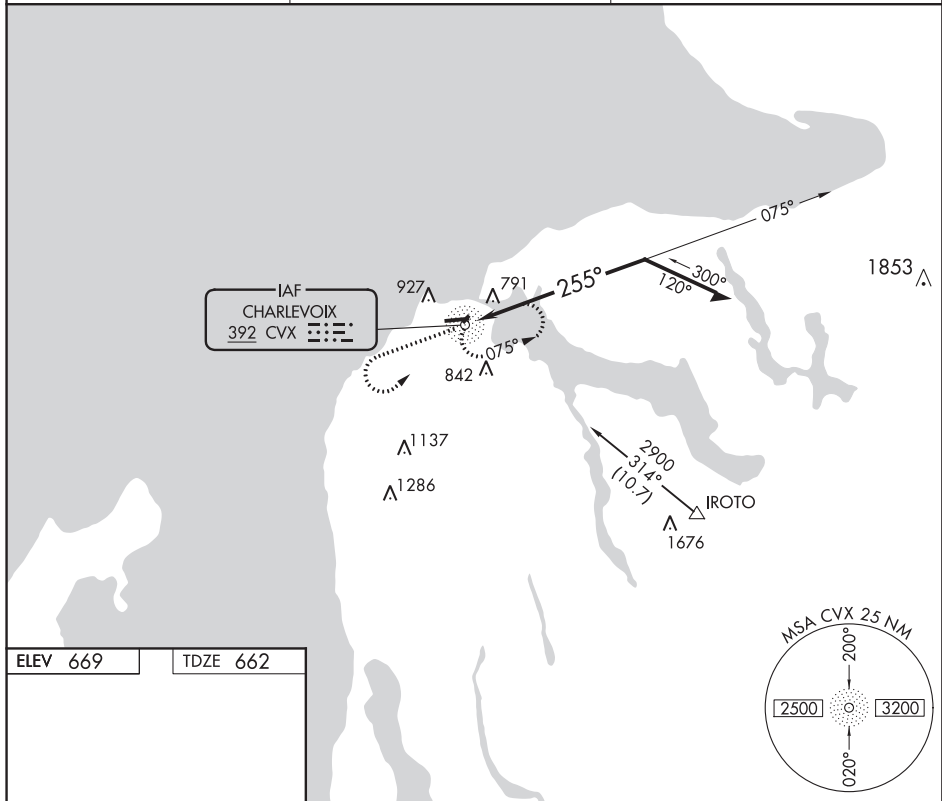 075°
1853
300°
120°
255°
927
791
IAF
CHARLEVOIX
392 CVX
075°
842
1137
1286
2900
314°
(10.7)
IROTO
1676
MSA CVX 25 NM
200°
2500
3200
020°
ELEV 669
TDZE 662